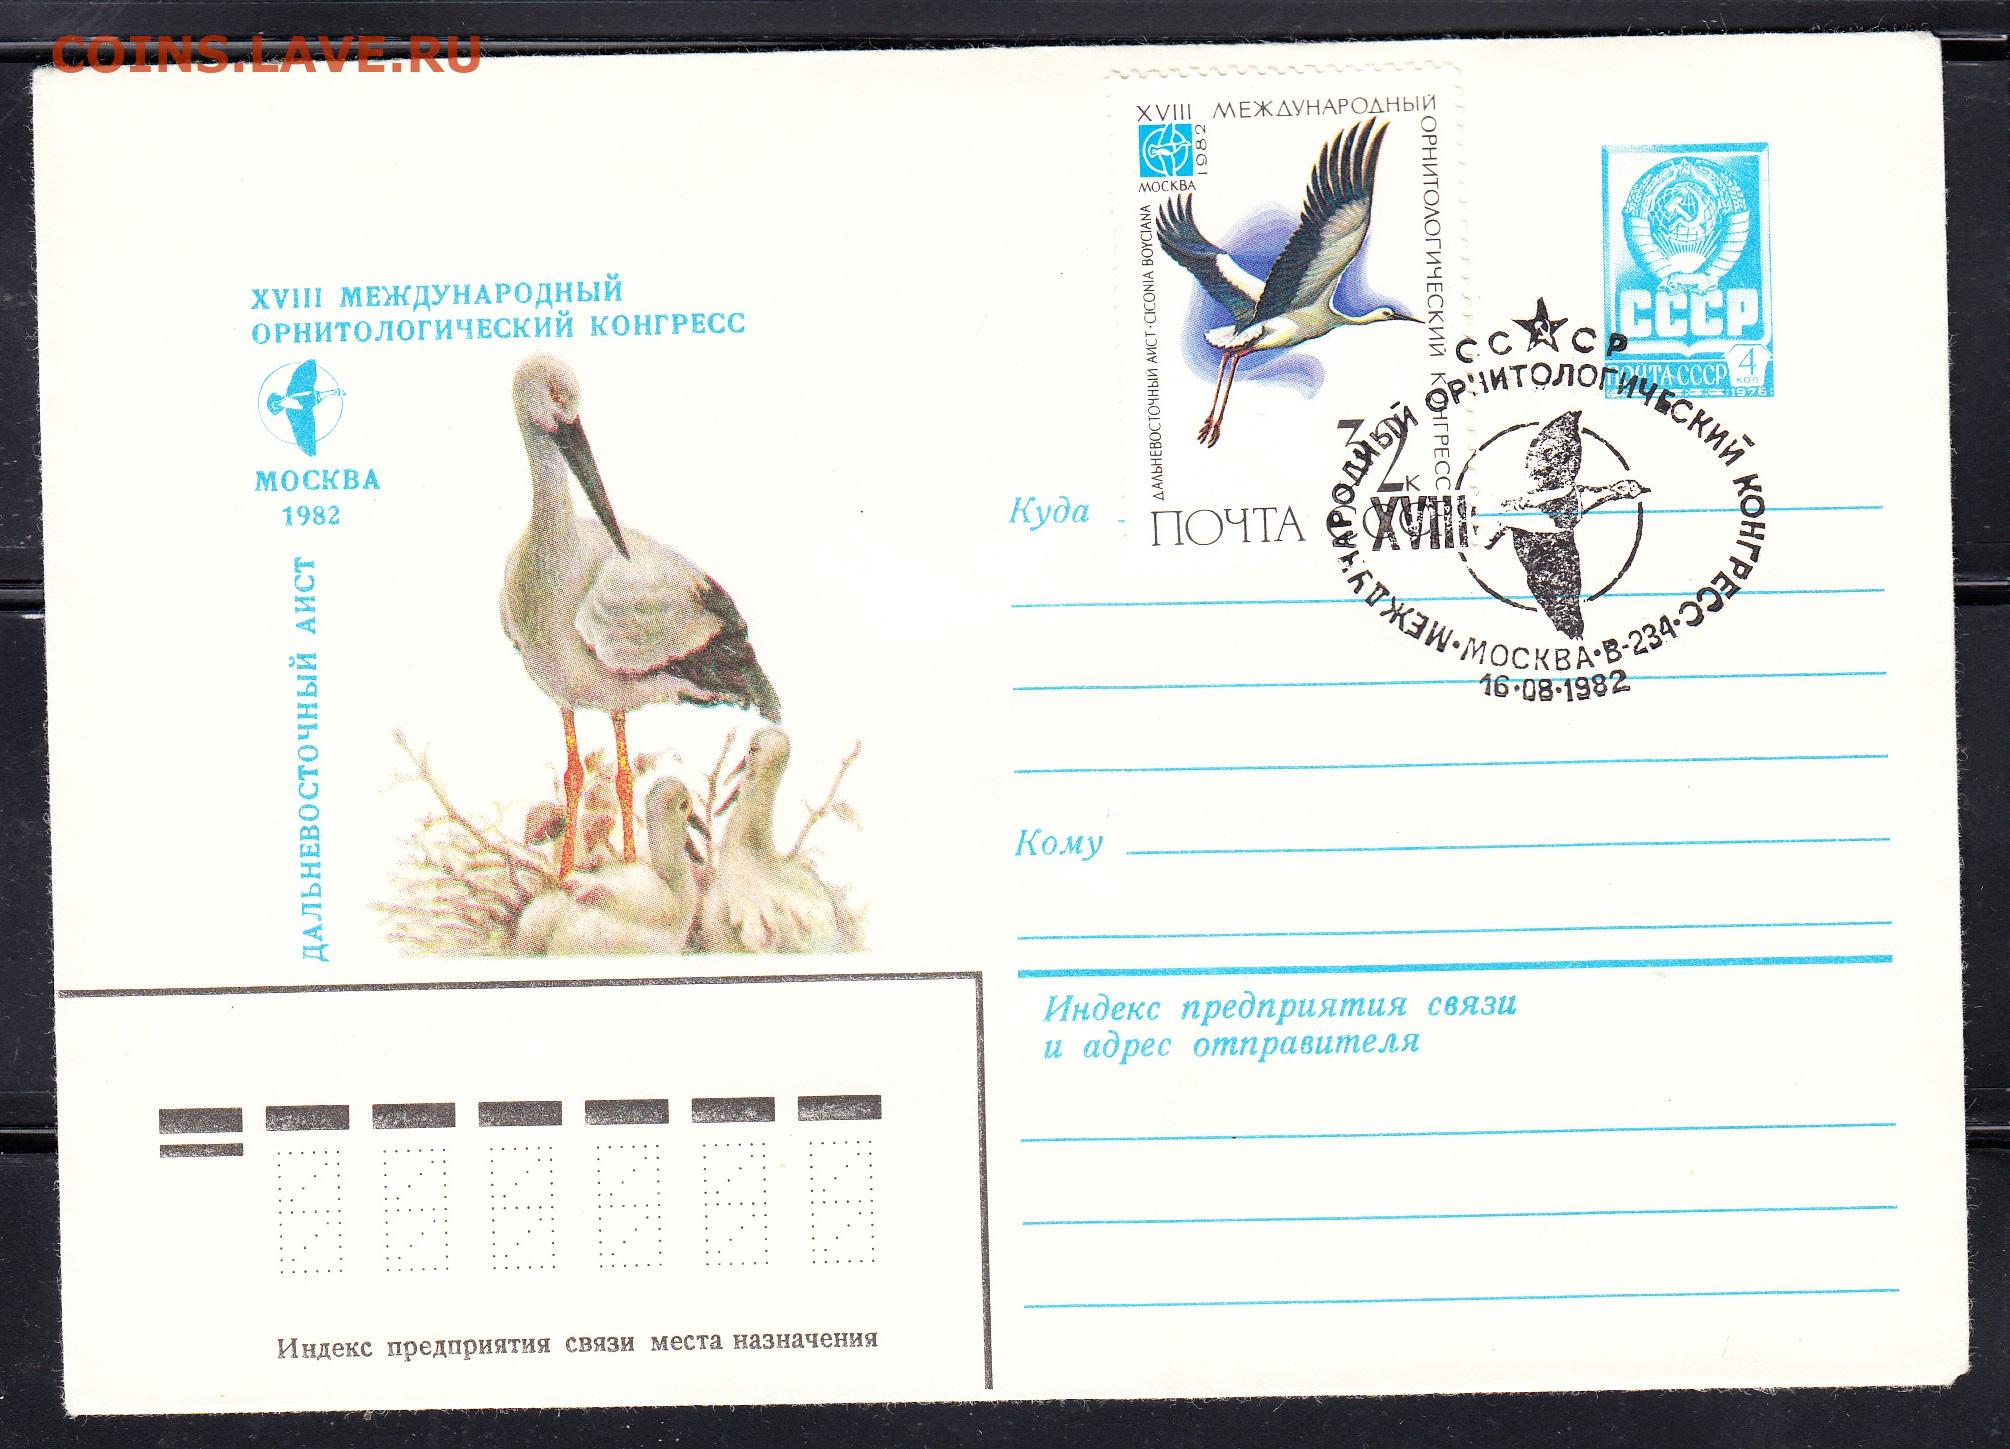 COINS.LAVE.RU
XVIII МЕЖДУНАРОДНЫЙ
ОРНИТОЛОГИЧЕСКИЙ КОНГРЕСС
МОСКВА
1982
ДАЛЬНЕВОСТОЧНЫЙ АИСТ
XVIII МЕЖДУНАРОДНЫЙ
ОРНИТОЛОГИЧЕСКИЙ КОНГРЕСС
1982
МОСКВА
ДАЛЬНЕВОСТОЧНЫЙ АИСТ·CICONIA BOYCIANA
32 К
ПОЧТА СССР
СССР
4
КОП
ПОЧТА·СССР
1976
СССР
МЕЖДУНАРОДНЫЙ ОРНИТОЛОГИЧЕСКИЙ КОНГРЕСС
XVIII
·МОСКВА·В-234·
16·08·1982
Куда
Кому
Индекс предприятия связи
и адрес отправителя
Индекс предприятия связи места назначения